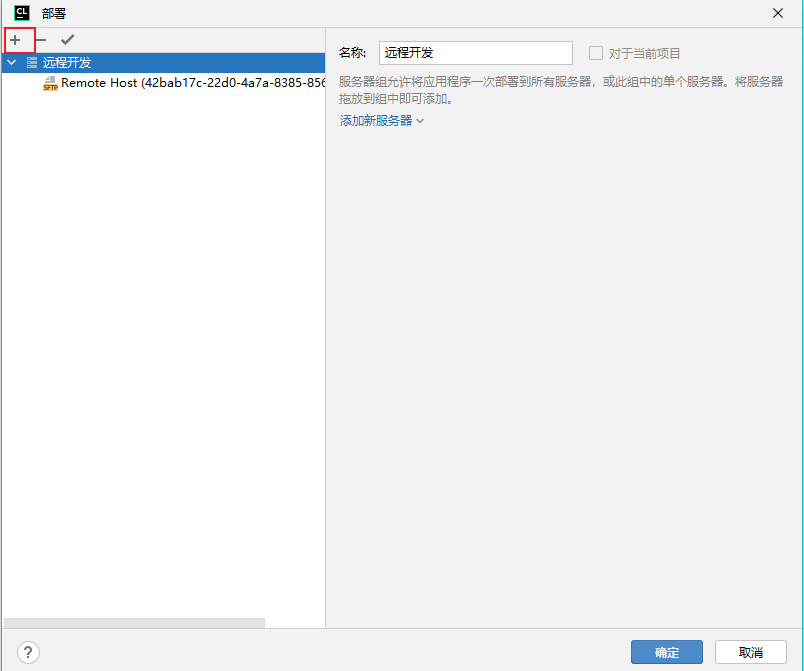 CL 部署
远程开发
SFTP Remote Host (42bab17c-22d0-4a7a-8385-856
名称: 远程开发 对于当前项目
服务器组允许将应用程序一次部署到所有服务器，或此组中的单个服务器。将服务器
拖放到组中即可添加。
添加新服务器
? 确定 取消